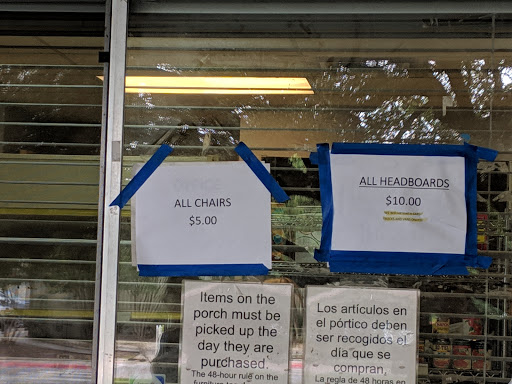 ALL CHAIRS
$5.00
ALL HEADBOARDS
$10.00
Items on the
porch must be
picked up the
day they are
purchased.
The 48-hour rule on the
Los artículos en
el pórtico deben
ser recogidos el
día que se
compran.
La regla de 48 horas en